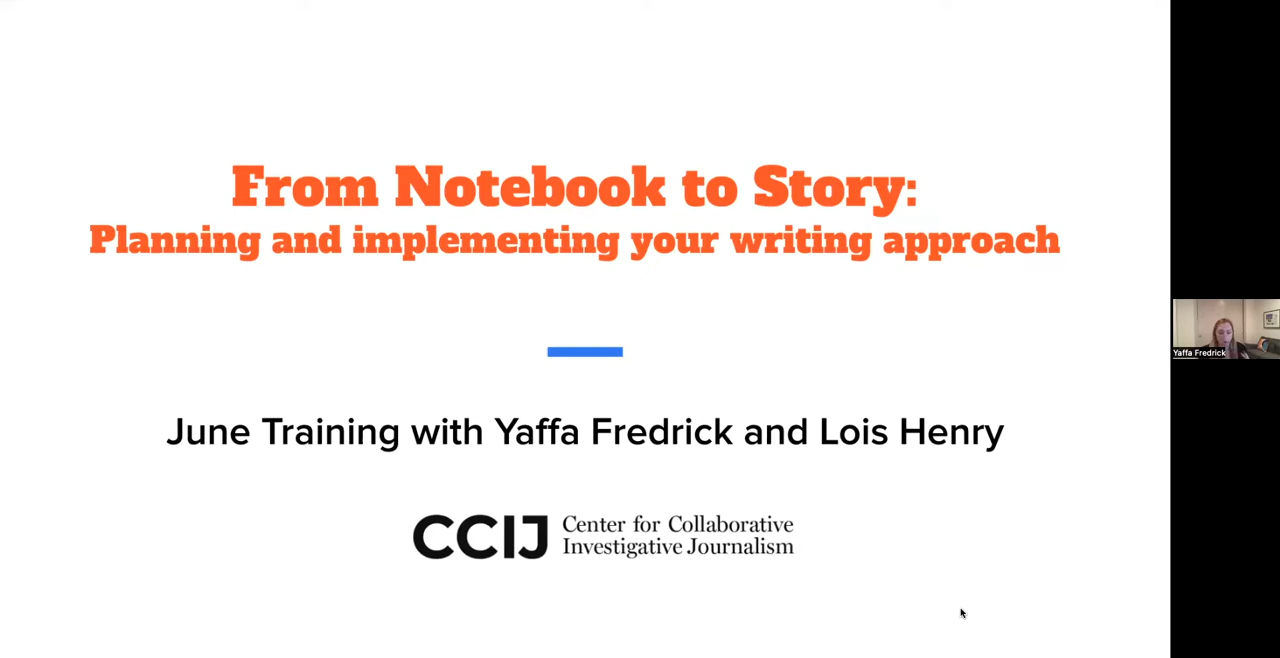 From Notebook to Story:
Planning and implementing your writing approach
June Training with Yaffa Fredrick and Lois Henry
CCIJ
Center for Collaborative
Investigative Journalism
Yaffa Fredrick